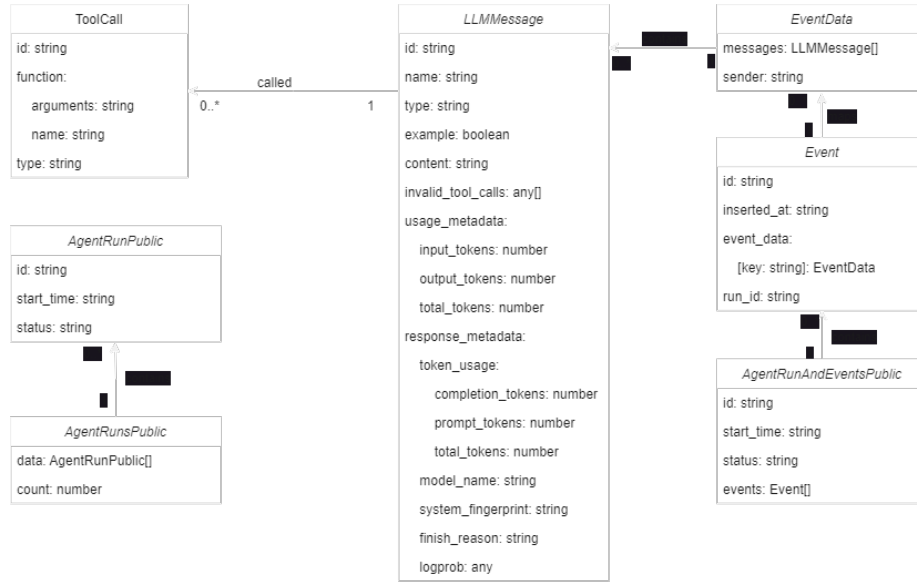 ToolCall
id: string
function:
arguments: string
name: string
type: string
called
0..*
1
LLMMessage
id: string
name: string
type: string
example: boolean
content: string
invalid_tool_calls: any[]
usage_metadata:
input_tokens: number
output_tokens: number
total_tokens: number
response_metadata:
token_usage:
completion_tokens: number
prompt_tokens: number
total_tokens: number
model_name: string
system_fingerprint: string
finish_reason: string
logprob: any
EventData
messages: LLMMessage[]
sender: string
Event
id: string
inserted_at: string
event_data:
[key: string]: EventData
run_id: string
AgentRunAndEventsPublic
id: string
start_time: string
status: string
events: Event[]
AgentRunPublic
id: string
start_time: string
status: string
AgentRunsPublic
data: AgentRunPublic[]
count: number